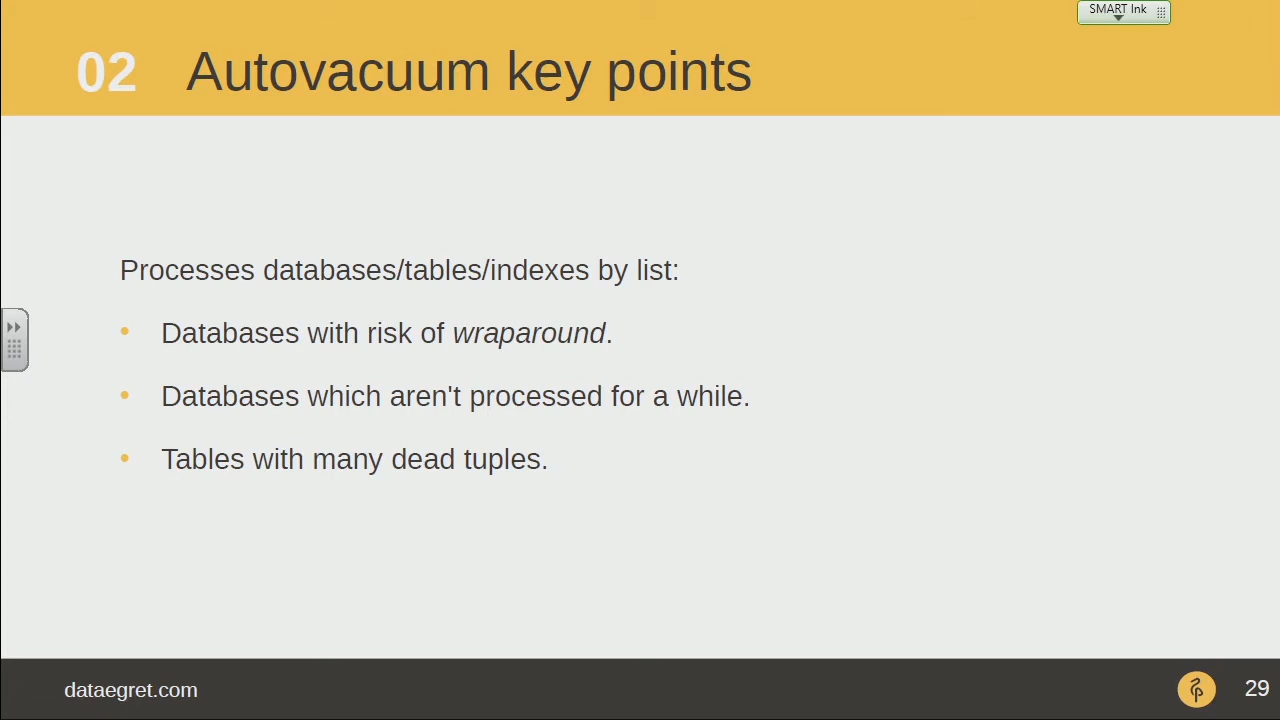 SMART Ink
02 Autovacuum key points
Processes databases/tables/indexes by list:
• Databases with risk of wraparound.
• Databases which aren't processed for a while.
• Tables with many dead tuples.
dataegret.com
29